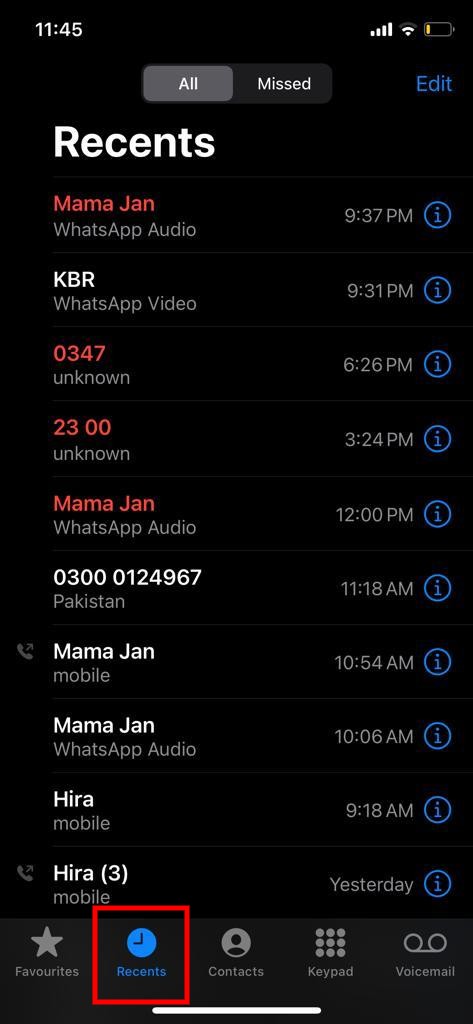 11:45
All Missed Edit
Recents
Mama Jan
WhatsApp Audio
9:37 PM
KBR
WhatsApp Video
9:31 PM
0347
unknown
6:26 PM
23 00
unknown
3:24 PM
Mama Jan
WhatsApp Audio
12:00 PM
0300 0124967
Pakistan
11:18 AM
Mama Jan
mobile
10:54 AM
Mama Jan
WhatsApp Audio
10:06 AM
Hira
mobile
9:18 AM
Hira (3)
mobile
Yesterday
Favourites Recents Contacts Keypad Voicemail